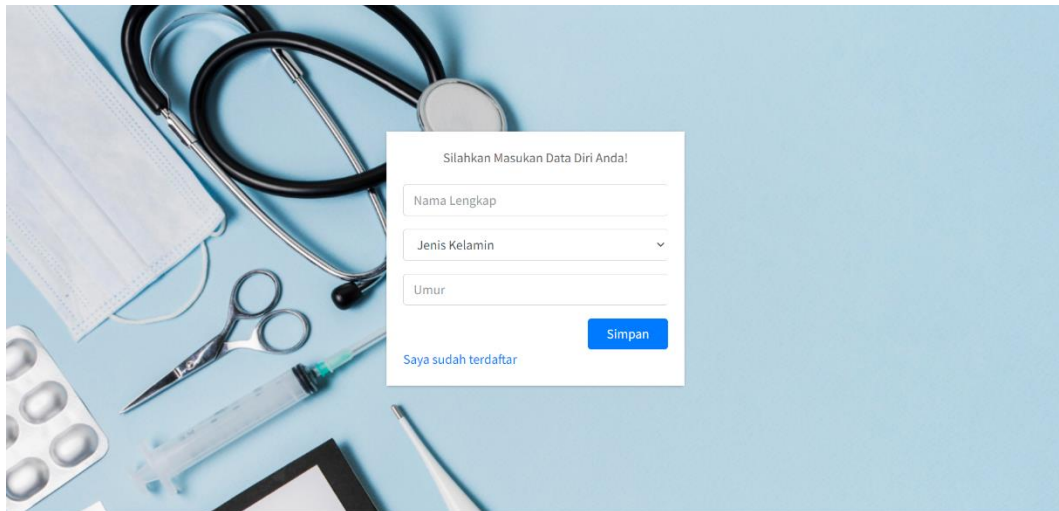 Silahkan Masukan Data Diri Anda!
Nama Lengkap
Jenis Kelamin
Umur
Simpan
Saya sudah terdaftar